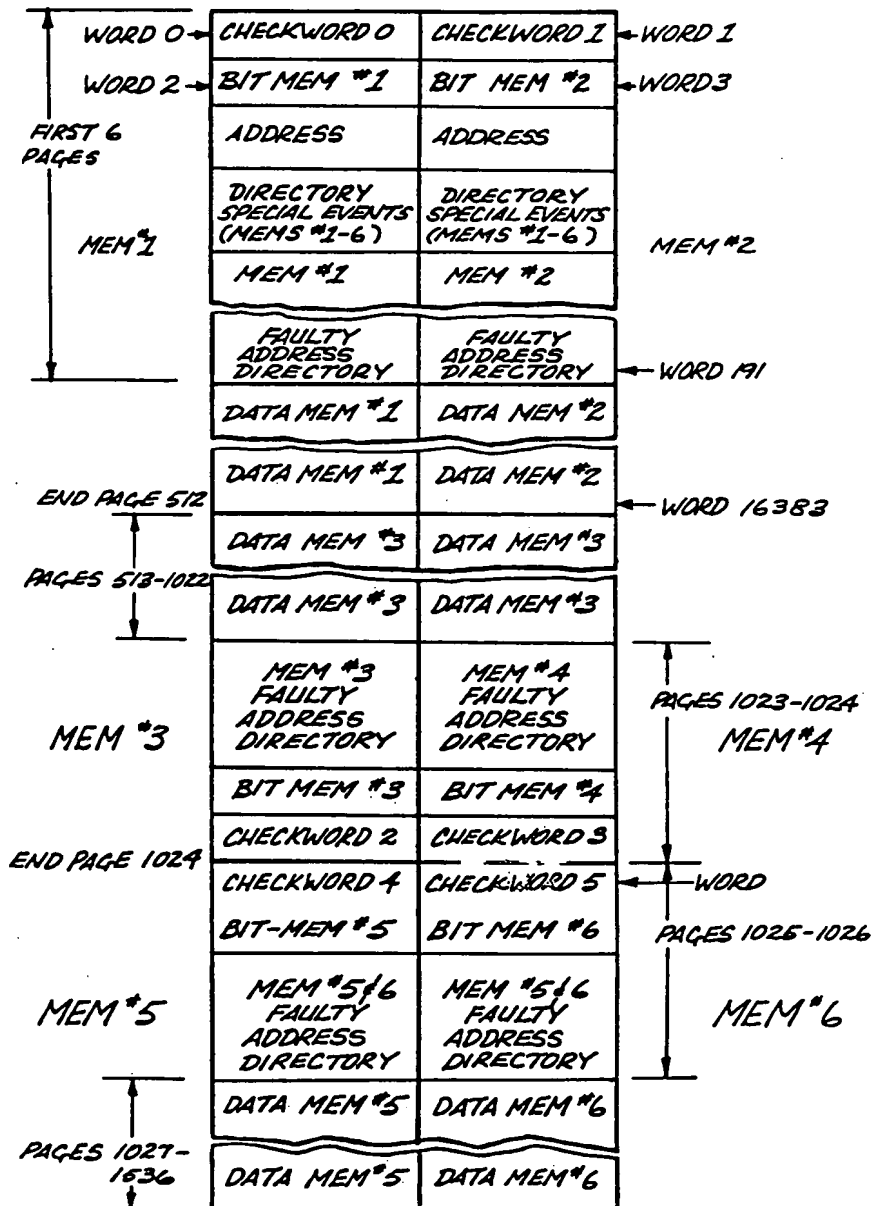 WORD 0 CHECKWORD 0 CHECKWORD 1 WORD 1
WORD 2 BIT MEM #1 BIT MEM #2 WORD 3
FIRST 6
PAGES
ADDRESS ADDRESS
MEM #1
DIRECTORY
SPECIAL EVENTS
(MEMS #1-6)
DIRECTORY
SPECIAL EVENTS
(MEMS #1-6)
MEM #2
MEM #1 MEM #2
FAULTY
ADDRESS
DIRECTORY
FAULTY
ADDRESS
DIRECTORY
WORD 191
DATA MEM #1 DATA MEM #2
DATA MEM #1 DATA MEM #2
END PAGE 512
WORD 16383
DATA MEM #3 DATA MEM #3
PAGES 513-1022
DATA MEM #3 DATA MEM #3
MEM #3
MEM #3
FAULTY
ADDRESS
DIRECTORY
MEM #4
FAULTY
ADDRESS
DIRECTORY
PAGES 1023-1024
MEM #4
BIT MEM #3 BIT MEM #4
CHECKWORD 2 CHECKWORD 3
END PAGE 1024
CHECKWORD 4 CHECKWORD 5 WORD
BIT-MEM #5 BIT MEM #6
PAGES 1025-1026
MEM #5
MEM #5&6
FAULTY
ADDRESS
DIRECTORY
MEM #5&6
FAULTY
ADDRESS
DIRECTORY
MEM #6
DATA MEM #5 DATA MEM #6
PAGES 1027-
1536
DATA MEM #5 DATA MEM #6